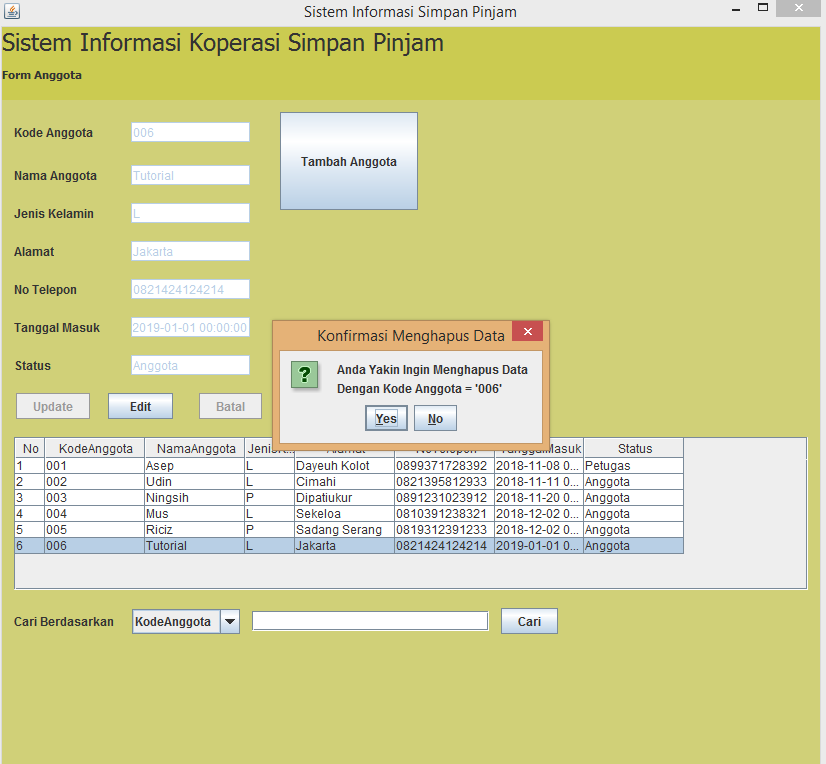 Sistem Informasi Simpan Pinjam
Sistem Informasi Koperasi Simpan Pinjam
Form Anggota
Kode Anggota 006
Tambah Anggota
Nama Anggota Tutorial
Jenis Kelamin L
Alamat Jakarta
No Telepon 0821424124214
Tanggal Masuk 2019-01-01 00:00:00
Status Anggota
Konfirmasi Menghapus Data
Anda Yakin Ingin Menghapus Data
Dengan Kode Anggota = '006'
Yes No
Update Edit Batal
No KodeAnggota NamaAnggota Alamat NoTelepon TanggalMasuk Status
1 001 Asep L Dayeuh Kolot 0899371728392 2018-11-08 0... Petugas
2 002 Udin L Cimahi 0821395812933 2018-11-11 0... Anggota
3 003 Ningsih P Dipatiukur 0891231023912 2018-11-20 0... Anggota
4 004 Mus L Sekeloa 0810391238321 2018-12-02 0... Anggota
5 005 Riciz P Sadang Serang 0819312391233 2018-12-02 0... Anggota
6 006 Tutorial L Jakarta 0821424124214 2019-01-01 0... Anggota
Cari Berdasarkan KodeAnggota Cari